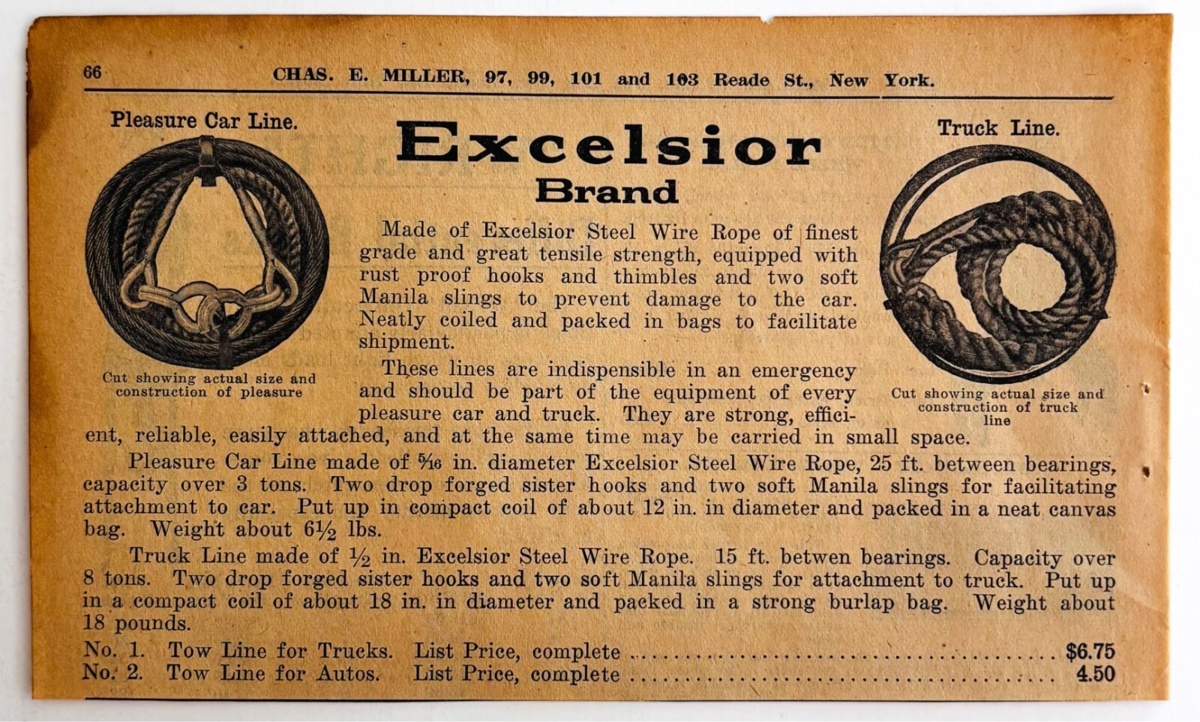 66
CHAS. E. MILLER, 97, 99, 101 and 103 Reade St., New York.
Pleasure Car Line.
Cut showing actual size and
construction of pleasure
Excelsior
Brand
Truck Line.
Cut showing actual size and
construction of truck
line
Made of Excelsior Steel Wire Rope of finest
grade and great tensile strength, equipped with
rust proof hooks and thimbles and two soft
Manila slings to prevent damage to the car.
Neatly coiled and packed in bags to facilitate
shipment.
These lines are indispensible in an emergency
and should be part of the equipment of every
pleasure car and truck. They are strong, effici-
ent, reliable, easily attached, and at the same time may be carried in small space.
Pleasure Car Line made of 5/16 in. diameter Excelsior Steel Wire Rope, 25 ft. between bearings,
capacity over 3 tons. Two drop forged sister hooks and two soft Manila slings for facilitating
attachment to car. Put up in compact coil of about 12 in. in diameter and packed in a neat canvas
bag. Weight about 6½ lbs.
Truck Line made of ½ in. Excelsior Steel Wire Rope. 15 ft. betwen bearings. Capacity over
8 tons. Two drop forged sister hooks and two soft Manila slings for attachment to truck. Put up
in a compact coil of about 18 in. in diameter and packed in a strong burlap bag. Weight about
18 pounds.
No. 1. Tow Line for Trucks. List Price, complete ........................................ $6.75
No. 2. Tow Line for Autos. List Price, complete ........................................ 4.50